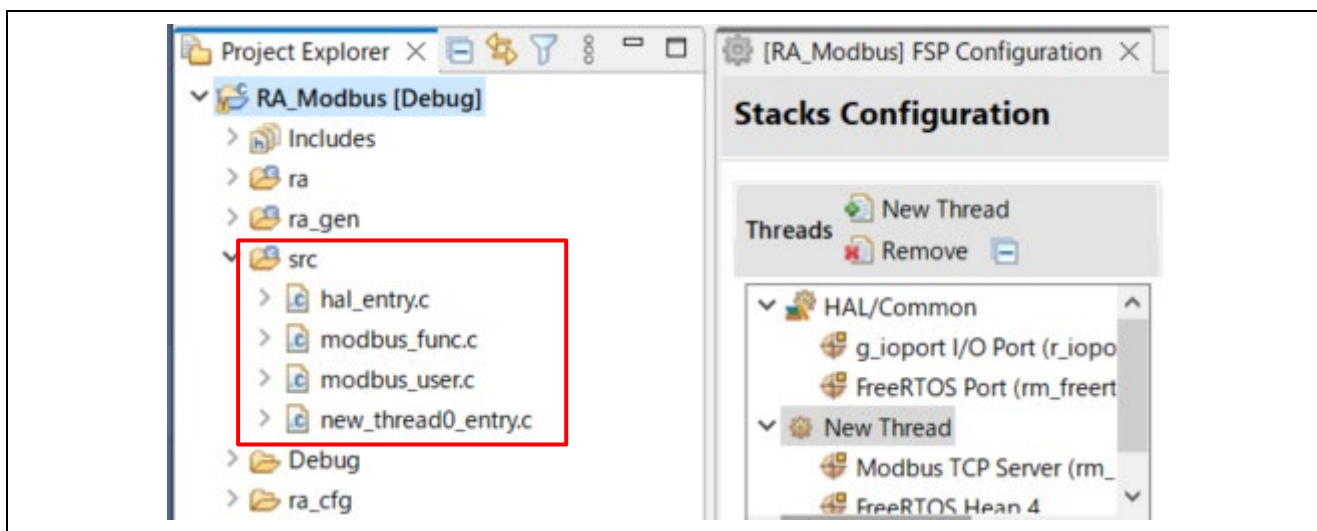 Project Explorer
RA_Modbus [Debug]
Includes
ra
ra_gen
src
hal_entry.c
modbus_func.c
modbus_user.c
new_thread0_entry.c
Debug
ra_cfg
[RA_Modbus] FSP Configuration
Stacks Configuration
Threads
New Thread
Remove
HAL/Common
g_ioport I/O Port (r_iopo
FreeRTOS Port (rm_freert
New Thread
Modbus TCP Server (rm_
FreeRTOS Heap 4